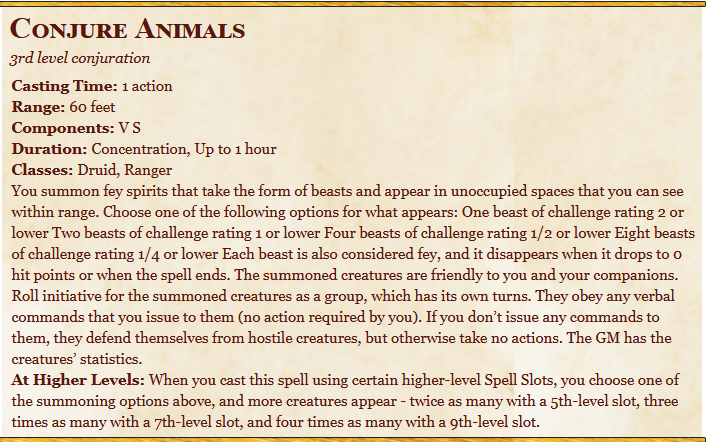 Conjure Animals
3rd level conjuration
Casting Time: 1 action
Range: 60 feet
Components: V S
Duration: Concentration, Up to 1 hour
Classes: Druid, Ranger
You summon fey spirits that take the form of beasts and appear in unoccupied spaces that you can see
within range. Choose one of the following options for what appears: One beast of challenge rating 2 or
lower Two beasts of challenge rating 1 or lower Four beasts of challenge rating 1/2 or lower Eight beasts
of challenge rating 1/4 or lower Each beast is also considered fey, and it disappears when it drops to 0
hit points or when the spell ends. The summoned creatures are friendly to you and your companions.
Roll initiative for the summoned creatures as a group, which has its own turns. They obey any verbal
commands that you issue to them (no action required by you). If you don’t issue any commands to
them, they defend themselves from hostile creatures, but otherwise take no actions. The GM has the
creatures’ statistics.
At Higher Levels: When you cast this spell using certain higher-level Spell Slots, you choose one of
the summoning options above, and more creatures appear - twice as many with a 5th-level slot, three
times as many with a 7th-level slot, and four times as many with a 9th-level slot.